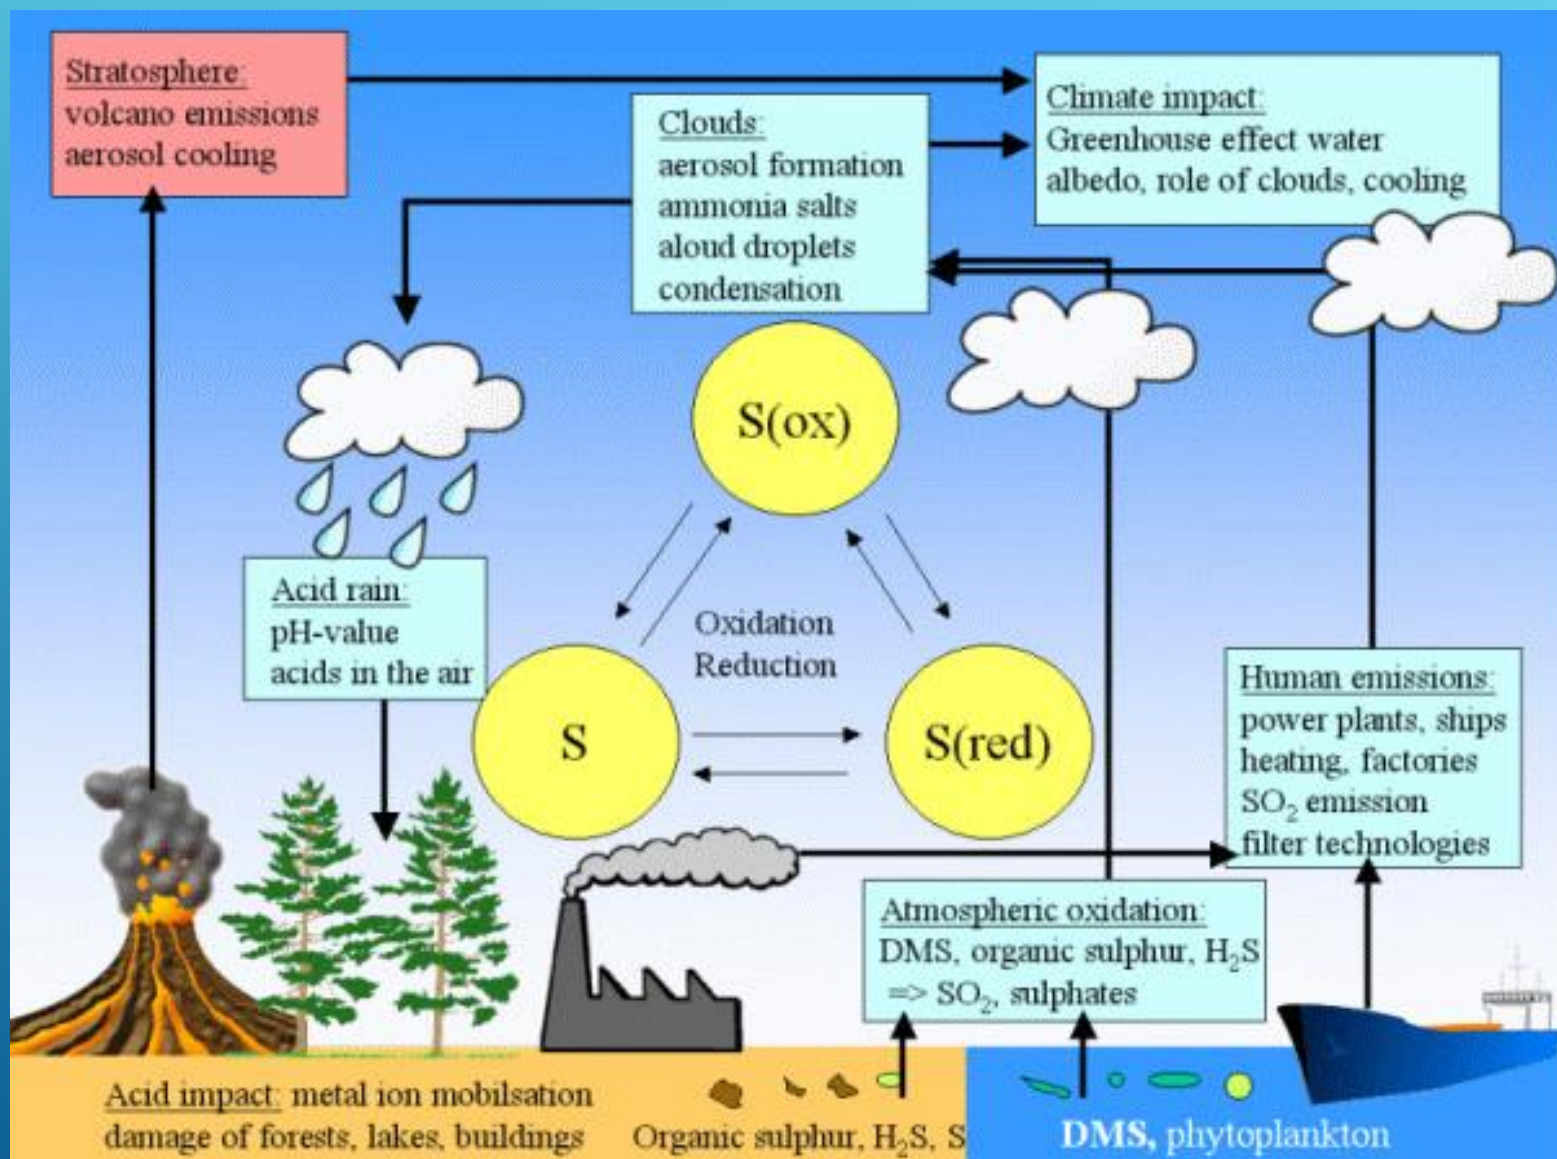 Stratosphere:
volcano emissions
aerosol cooling
Clouds:
aerosol formation
ammonia salts
aloud droplets
condensation
Climate impact:
Greenhouse effect water
albedo, role of clouds, cooling
S(ox)
Acid rain:
pH-value
acids in the air
Oxidation
Reduction
S
S(red)
Human emissions:
power plants, ships
heating, factories
SO₂ emission
filter technologies
Atmospheric oxidation:
DMS, organic sulphur, H₂S
=> SO₂, sulphates
Acid impact: metal ion mobilsation
damage of forests, lakes, buildings
Organic sulphur, H₂S, S
DMS, phytoplankton